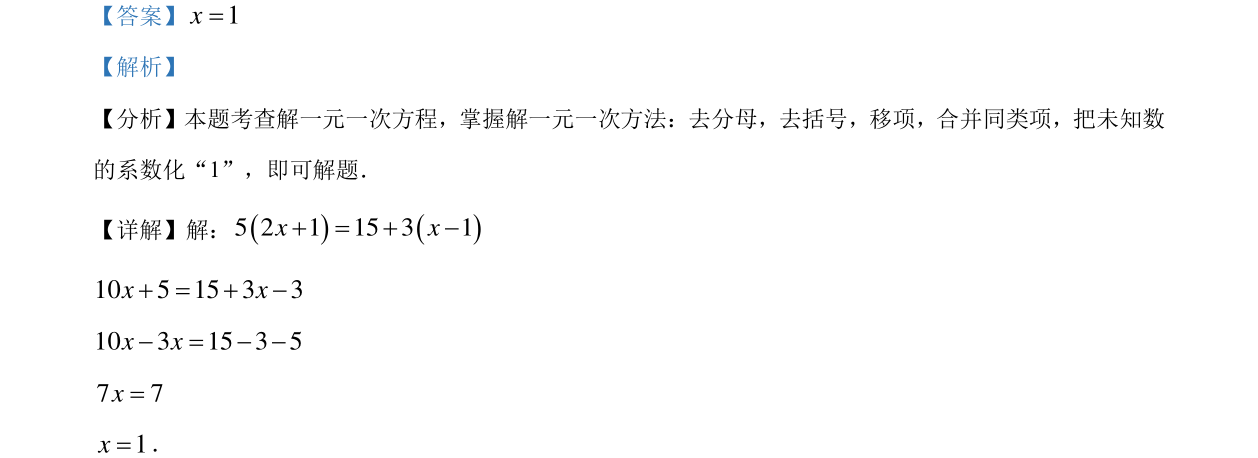 【答案】x=1
【解析】
【分析】本题考查解一元一次方程，掌握解一元一次方法：去分母，去括号，移项，合并同类项，把未知数
的系数化“1”，即可解题．
【详解】解：5(2x+1)=15+3(x−1)
10x+5=15+3x−3
10x−3x=15−3−5
7x=7
x=1．